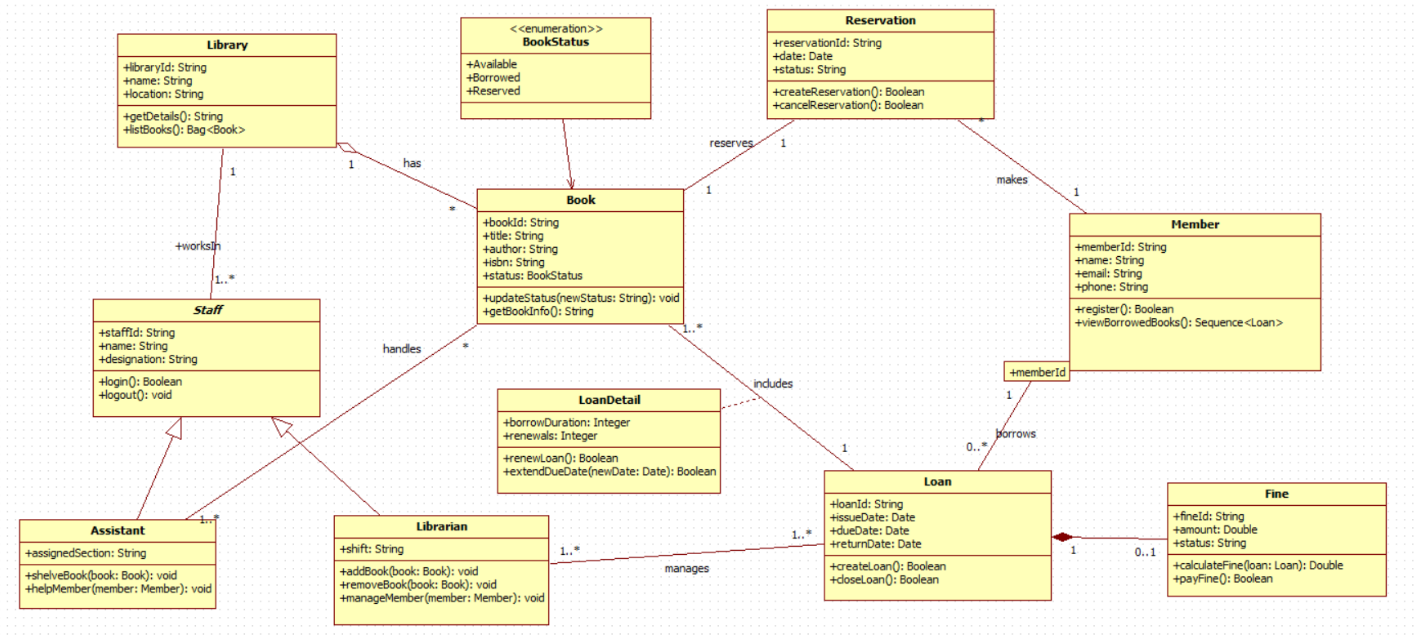 Library
+libraryId: String
+name: String
+location: String
+getDetails(): String
+listBooks(): Bag<Book>
<<enumeration>>
BookStatus
+Available
+Borrowed
+Reserved
Reservation
+reservationId: String
+date: Date
+status: String
+createReservation(): Boolean
+cancelReservation(): Boolean
1
has
*
1
+worksIn
1..*
reserves
1
1
*
makes
1
Book
+bookId: String
+title: String
+author: String
+isbn: String
+status: BookStatus
+updateStatus(newStatus: String): void
+getBookInfo(): String
Member
+memberId: String
+name: String
+email: String
+phone: String
+register(): Boolean
+viewBorrowedBooks(): Sequence<Loan>
+memberId
Staff
+staffId: String
+name: String
+designation: String
+login(): Boolean
+logout(): void
handles
*
1..*
1..*
includes
1
1
borrows
0..*
LoanDetail
+borrowDuration: Integer
+renewals: Integer
+renewLoan(): Boolean
+extendDueDate(newDate: Date): Boolean
Assistant
+assignedSection: String
+shelveBook(book: Book): void
+helpMember(member: Member): void
Librarian
+shift: String
+addBook(book: Book): void
+removeBook(book: Book): void
+manageMember(member: Member): void
1..*
manages
1..*
Loan
+loanId: String
+issueDate: Date
+dueDate: Date
+returnDate: Date
+createLoan(): Boolean
+closeLoan(): Boolean
1
0..1
Fine
+fineId: String
+amount: Double
+status: String
+calculateFine(loan: Loan): Double
+payFine(): Boolean